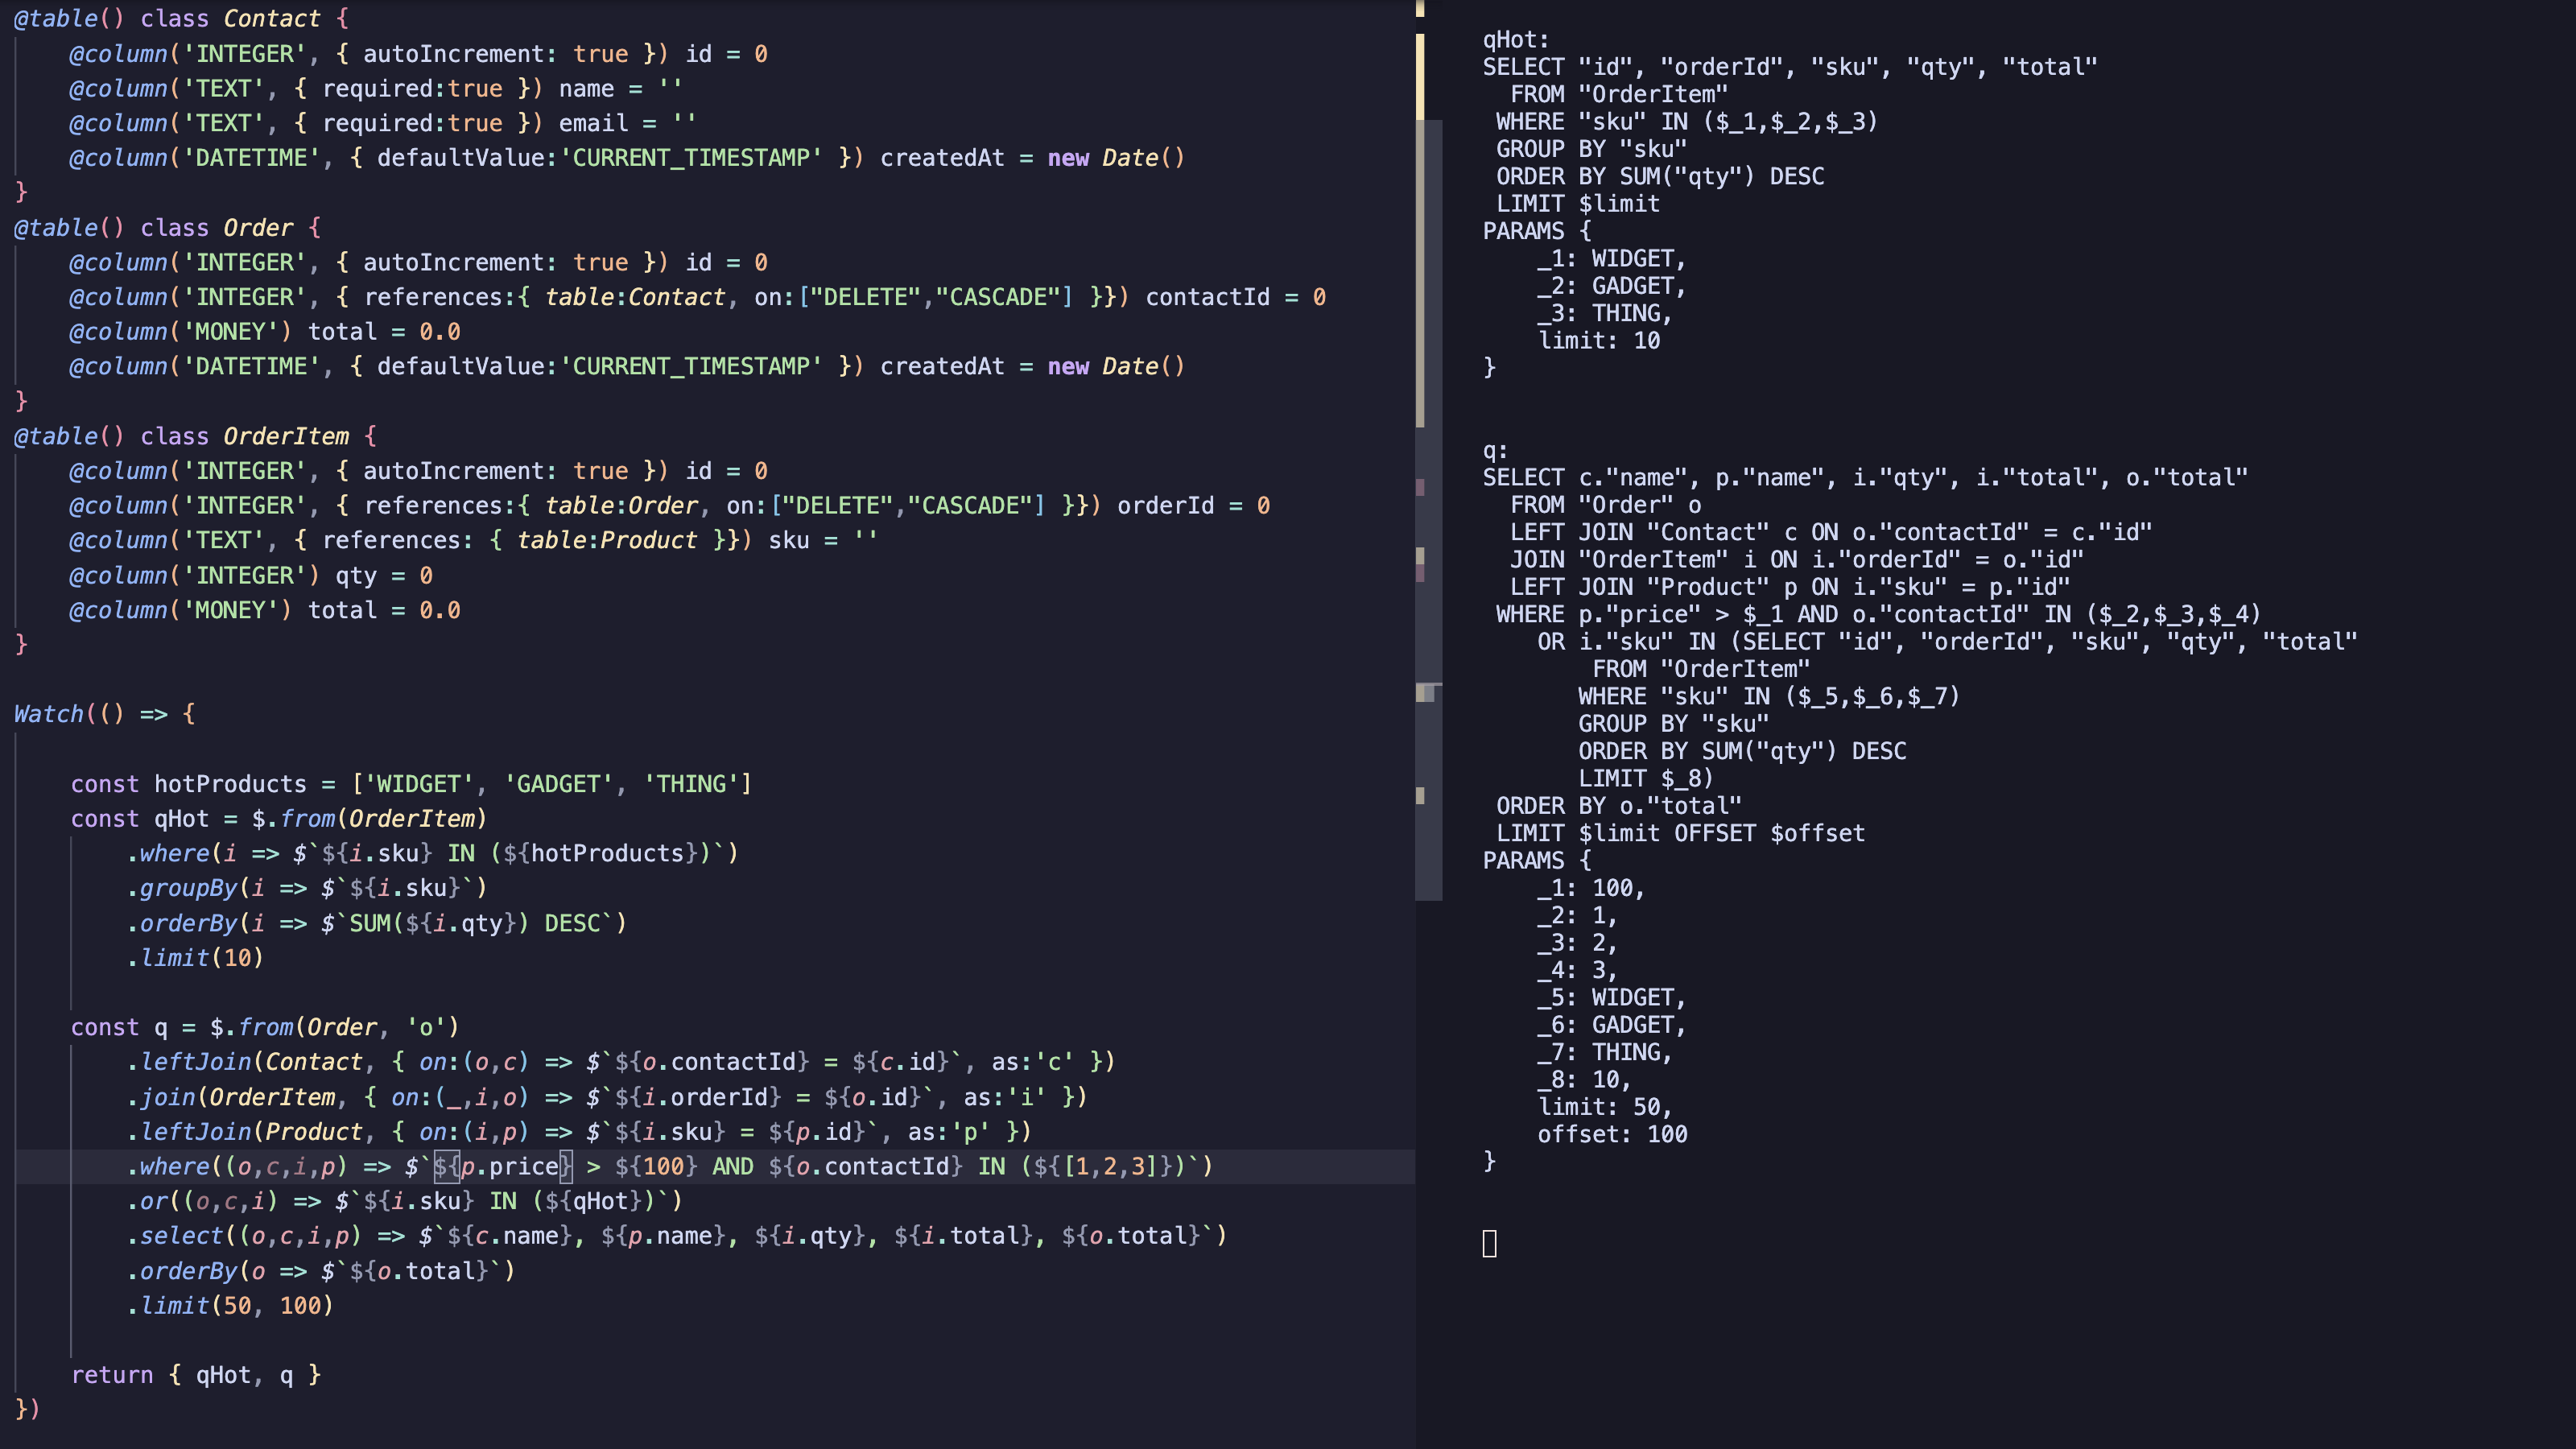 @table() class Contact {
    @column('INTEGER', { autoIncrement: true }) id = 0
    @column('TEXT', { required:true }) name = ''
    @column('TEXT', { required:true }) email = ''
    @column('DATETIME', { defaultValue:'CURRENT_TIMESTAMP' }) createdAt = new Date()
}
@table() class Order {
    @column('INTEGER', { autoIncrement: true }) id = 0
    @column('INTEGER', { references:{ table:Contact, on:["DELETE","CASCADE"] }}) contactId = 0
    @column('MONEY') total = 0.0
    @column('DATETIME', { defaultValue:'CURRENT_TIMESTAMP' }) createdAt = new Date()
}
@table() class OrderItem {
    @column('INTEGER', { autoIncrement: true }) id = 0
    @column('INTEGER', { references:{ table:Order, on:["DELETE","CASCADE"] }}) orderId = 0
    @column('TEXT', { references: { table:Product }}) sku = ''
    @column('INTEGER') qty = 0
    @column('MONEY') total = 0.0
}
Watch(() => {
    const hotProducts = ['WIDGET', 'GADGET', 'THING']
    const qHot = $.from(OrderItem)
        .where(i => $`${i.sku} IN (${hotProducts})`)
        .groupBy(i => $`${i.sku}`)
        .orderBy(i => $`SUM(${i.qty}) DESC`)
        .limit(10)
    const q = $.from(Order, 'o')
        .leftJoin(Contact, { on:(o,c) => $`${o.contactId} = ${c.id}`, as:'c' })
        .join(OrderItem, { on:(_,i,o) => $`${i.orderId} = ${o.id}`, as:'i' })
        .leftJoin(Product, { on:(i,p) => $`${i.sku} = ${p.id}`, as:'p' })
        .where((o,c,i,p) => $`${p.price} > ${100} AND ${o.contactId} IN (${[1,2,3]})`)
        .or((o,c,i) => $`${i.sku} IN (${qHot})`)
        .select((o,c,i,p) => $`${c.name}, ${p.name}, ${i.qty}, ${i.total}, ${o.total}`)
        .orderBy(o => $`${o.total}`)
        .limit(50, 100)
    return { qHot, q }
})
qHot:
SELECT "id", "orderId", "sku", "qty", "total"
  FROM "OrderItem"
 WHERE "sku" IN ($_1,$_2,$_3)
 GROUP BY "sku"
 ORDER BY SUM("qty") DESC
 LIMIT $limit
PARAMS {
    _1: WIDGET,
    _2: GADGET,
    _3: THING,
    limit: 10
}
q:
SELECT c."name", p."name", i."qty", i."total", o."total"
  FROM "Order" o
  LEFT JOIN "Contact" c ON o."contactId" = c."id"
  JOIN "OrderItem" i ON i."orderId" = o."id"
  LEFT JOIN "Product" p ON i."sku" = p."id"
 WHERE p."price" > $_1 AND o."contactId" IN ($_2,$_3,$_4)
    OR i."sku" IN (SELECT "id", "orderId", "sku", "qty", "total"
        FROM "OrderItem"
       WHERE "sku" IN ($_5,$_6,$_7)
       GROUP BY "sku"
       ORDER BY SUM("qty") DESC
       LIMIT $_8)
 ORDER BY o."total"
 LIMIT $limit OFFSET $offset
PARAMS {
    _1: 100,
    _2: 1,
    _3: 2,
    _4: 3,
    _5: WIDGET,
    _6: GADGET,
    _7: THING,
    _8: 10,
    limit: 50,
    offset: 100
}